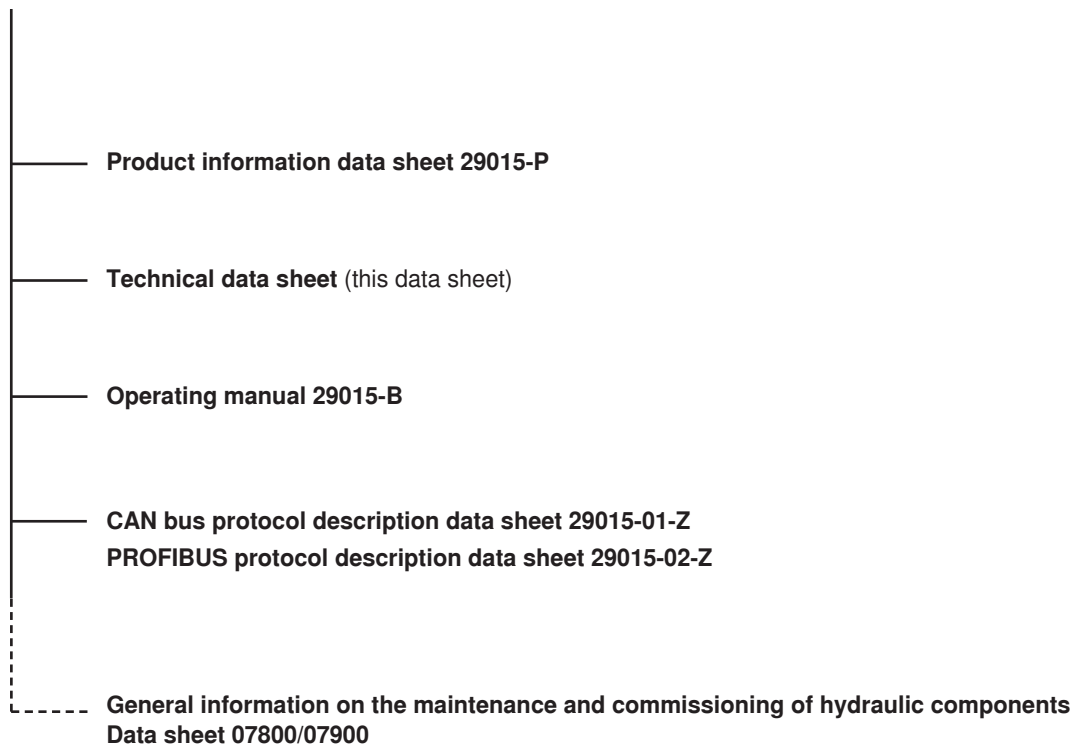 Product information data sheet 29015-P
Technical data sheet (this data sheet)
Operating manual 29015-B
CAN bus protocol description data sheet 29015-01-Z
PROFIBUS protocol description data sheet 29015-02-Z
General information on the maintenance and commissioning of hydraulic components
Data sheet 07800/07900